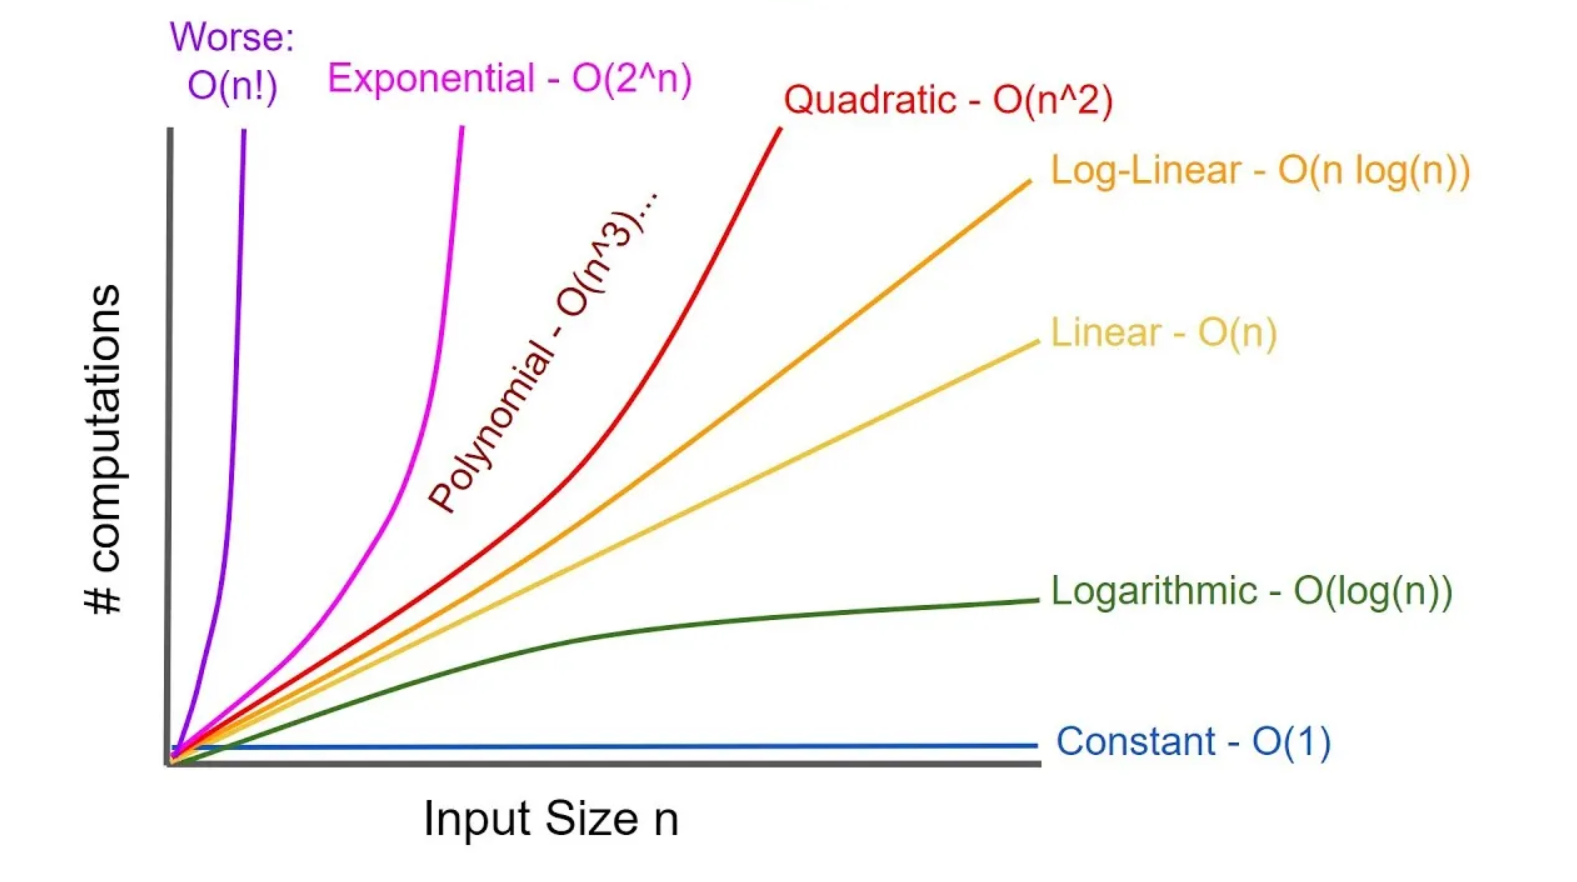 Worse:
O(n!)
Exponential - O(2^n)
Quadratic - O(n^2)
Log-Linear - O(n log(n))
Polynomial - O(n^3)...
Linear - O(n)
# computations
Logarithmic - O(log(n))
Constant - O(1)
Input Size n